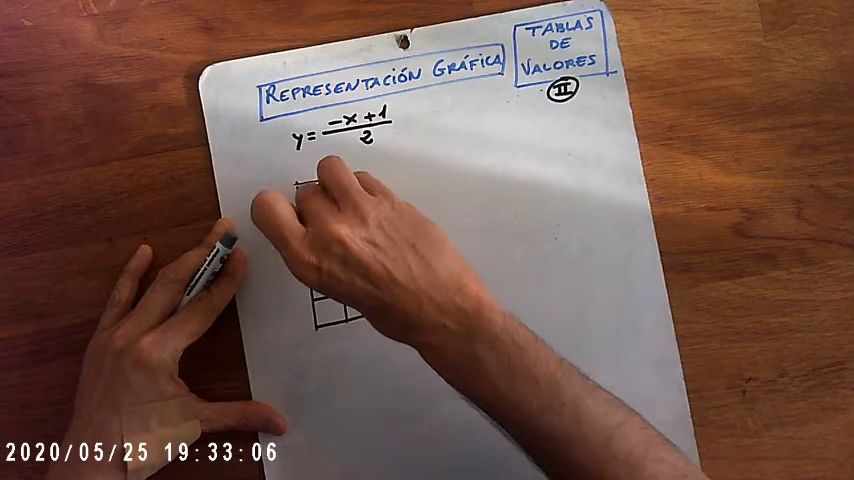 REPRESENTACIÓN GRÁFICA
TABLAS
DE
VALORES
II
y = -x+1
2
2020/05/25 19:33:06